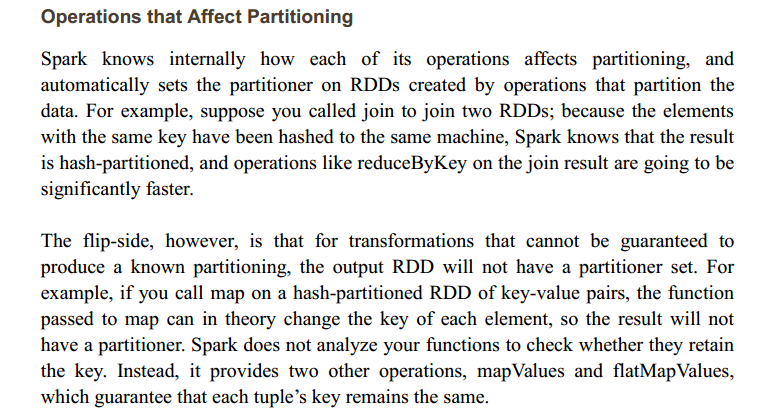 Operations that Affect Partitioning
Spark knows internally how each of its operations affects partitioning, and
automatically sets the partitioner on RDDs created by operations that partition the
data. For example, suppose you called join to join two RDDs; because the elements
with the same key have been hashed to the same machine, Spark knows that the result
is hash-partitioned, and operations like reduceByKey on the join result are going to be
significantly faster.
The flip-side, however, is that for transformations that cannot be guaranteed to
produce a known partitioning, the output RDD will not have a partitioner set. For
example, if you call map on a hash-partitioned RDD of key-value pairs, the function
passed to map can in theory change the key of each element, so the result will not
have a partitioner. Spark does not analyze your functions to check whether they retain
the key. Instead, it provides two other operations, mapValues and flatMapValues,
which guarantee that each tuple’s key remains the same.